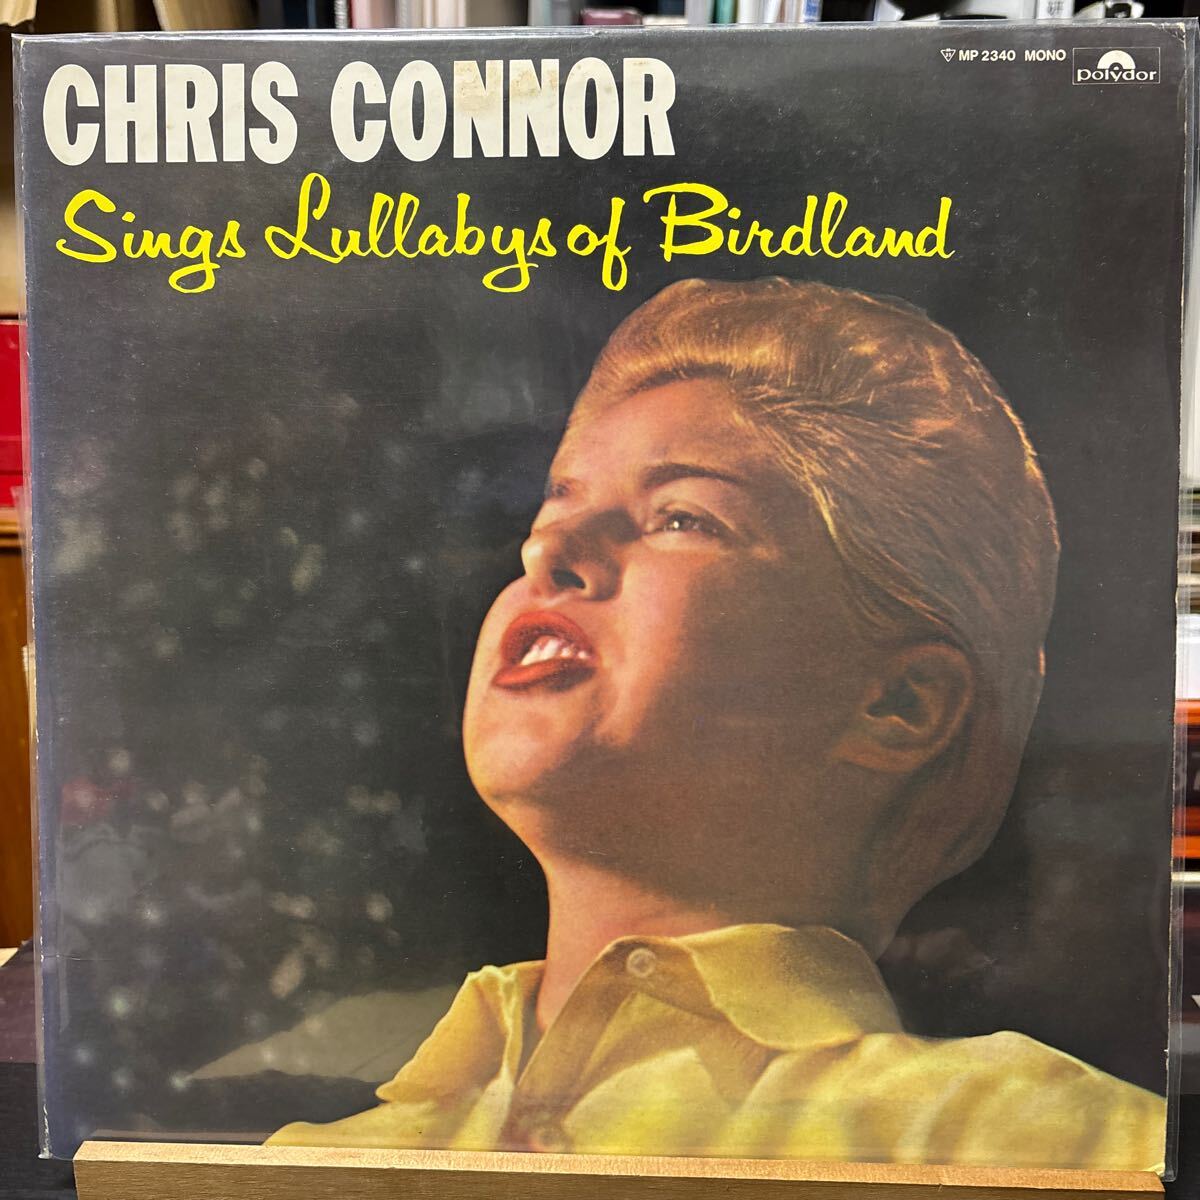 MP 2340 MONO polydor
CHRIS CONNOR
Sings Lullabys of Birdland